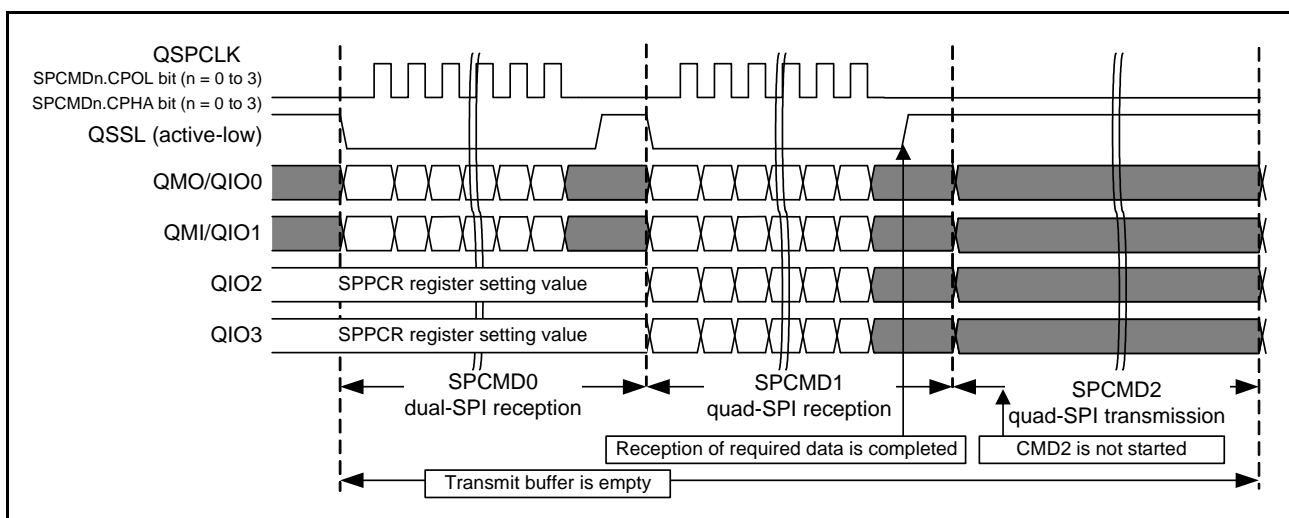 QSPCLK
SPCMDn.CPOL bit (n = 0 to 3)
SPCMDn.CPHA bit (n = 0 to 3)
QSSL (active-low)
QMO/QIO0
QMI/QIO1
QIO2
SPPCR register setting value
QIO3
SPPCR register setting value
SPCMD0
dual-SPI reception
SPCMD1
quad-SPI reception
SPCMD2
quad-SPI transmission
Reception of required data is completed
CMD2 is not started
Transmit buffer is empty